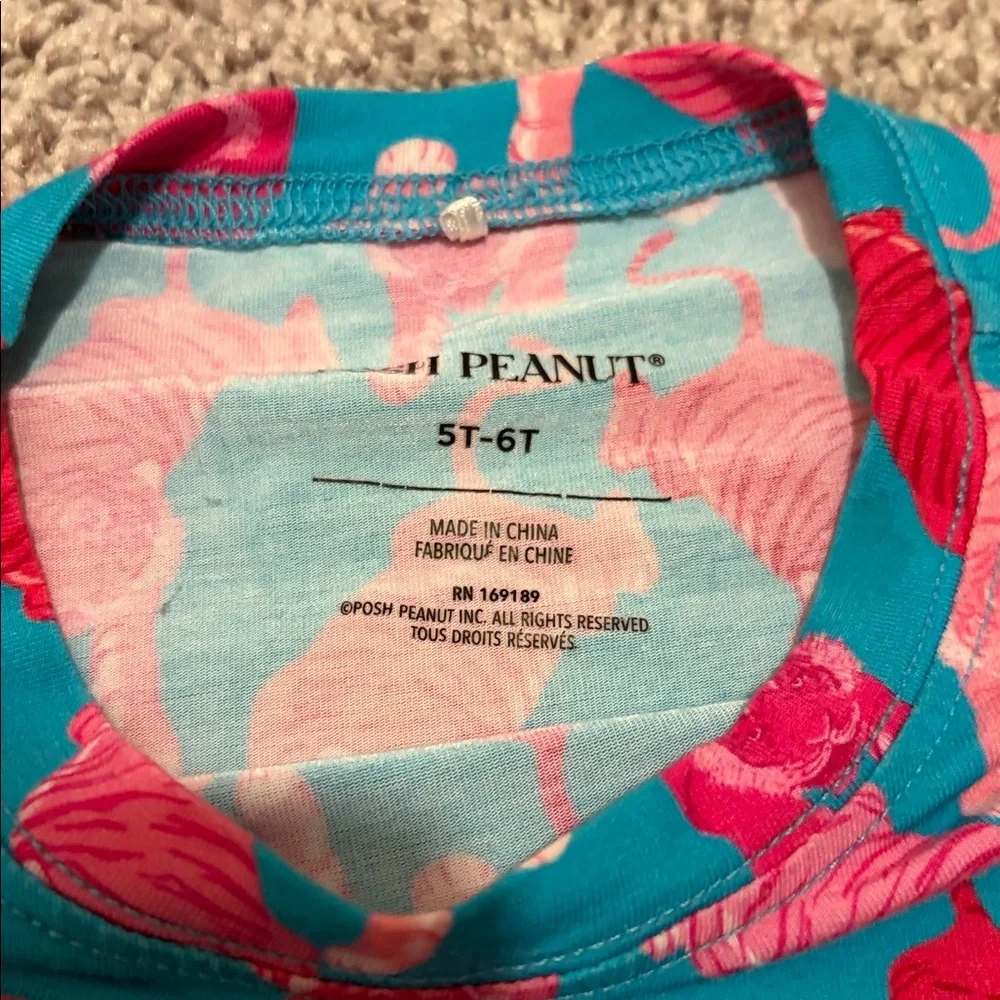 PEANUT®
5T-6T
MADE IN CHINA
FABRIQUÉ EN CHINE
RN 169189
©POSH PEANUT INC. ALL RIGHTS RESERVED
TOUS DROITS RÉSERVÉS.